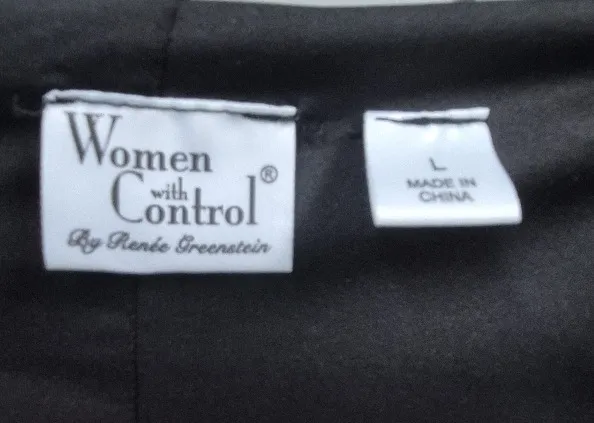 Women
with
Control®
By Renée Greenstein
L
MADE IN
CHINA